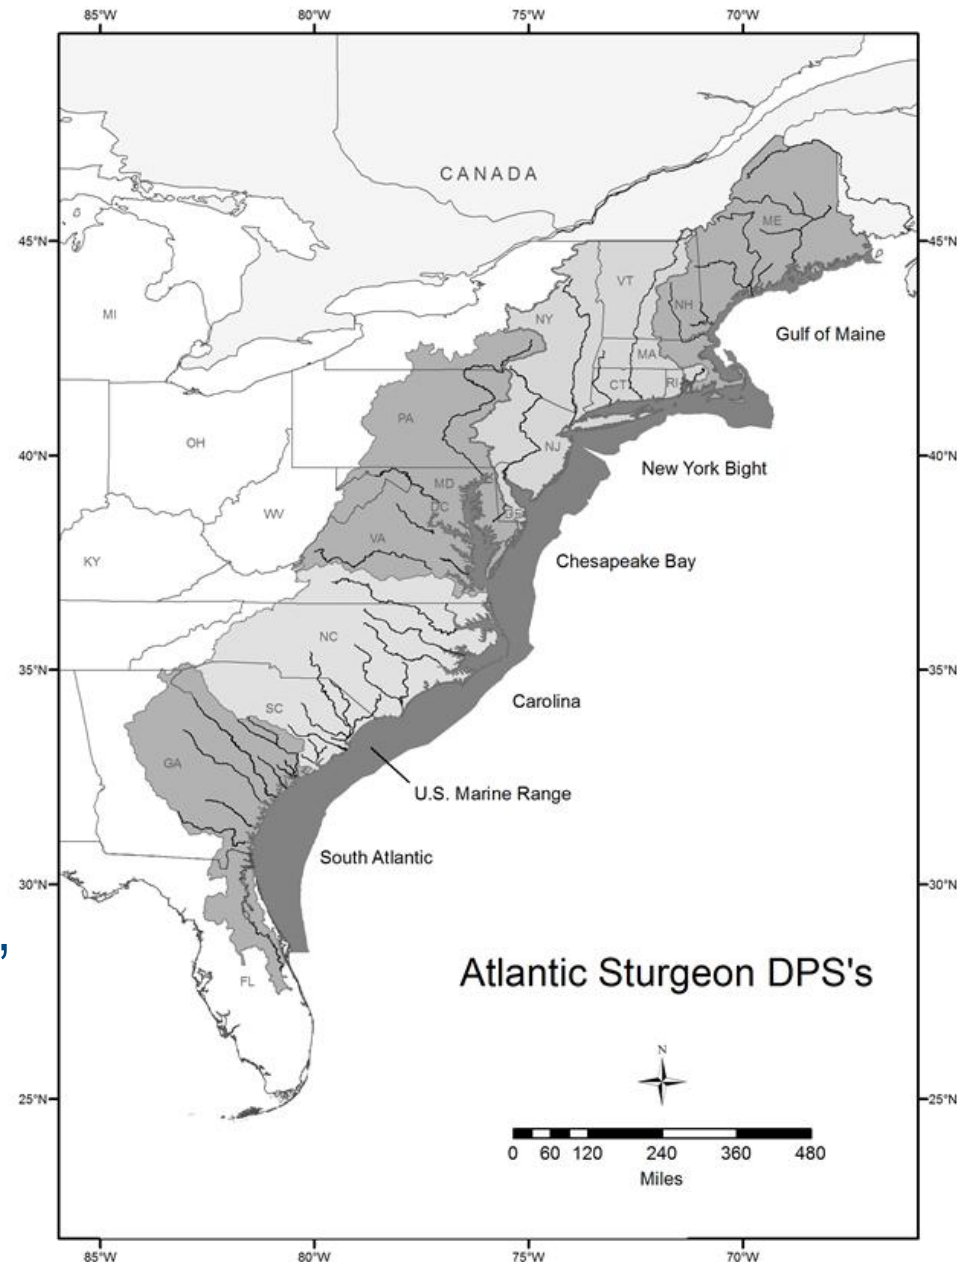 85°W 80°W 75°W 70°W
CANADA
ME
45°N 45°N
VT
MI
NY
NH
Gulf of Maine
MA
CT RI
PA
OH
NJ
40°N 40°N
New York Bight
MD
DC
DE
WV
VA
KY
Chesapeake Bay
NC
35°N 35°N
Carolina
SC
GA
U.S. Marine Range
South Atlantic
30°N 30°N
,
Atlantic Sturgeon DPS's
FL
N
25°N 25°N
0 60 120 240 360 480
Miles
85°W 80°W 75°W 70°W